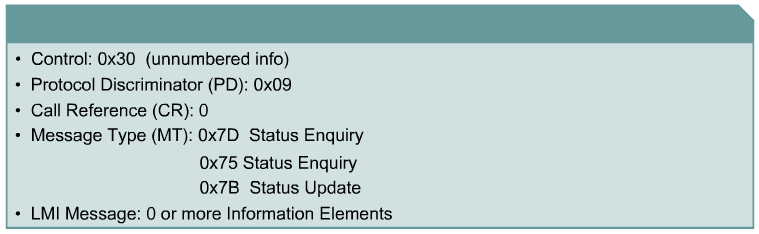 • Control: 0x30 (unnumbered info)
• Protocol Discriminator (PD): 0x09
• Call Reference (CR): 0
• Message Type (MT): 0x7D Status Enquiry
0x75 Status Enquiry
0x7B Status Update
• LMI Message: 0 or more Information Elements